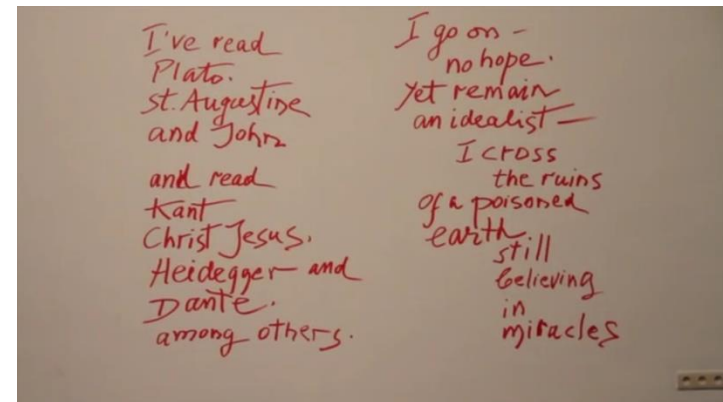 I've read
Plato.
St. Augustine
and John
and read
Kant
Christ Jesus.
Heidegger and
Dante.
among others.
I go on –
no hope.
yet remain
an idealist —
I cross
the ruins
of a poisoned
earth
still
believing
in
miracles